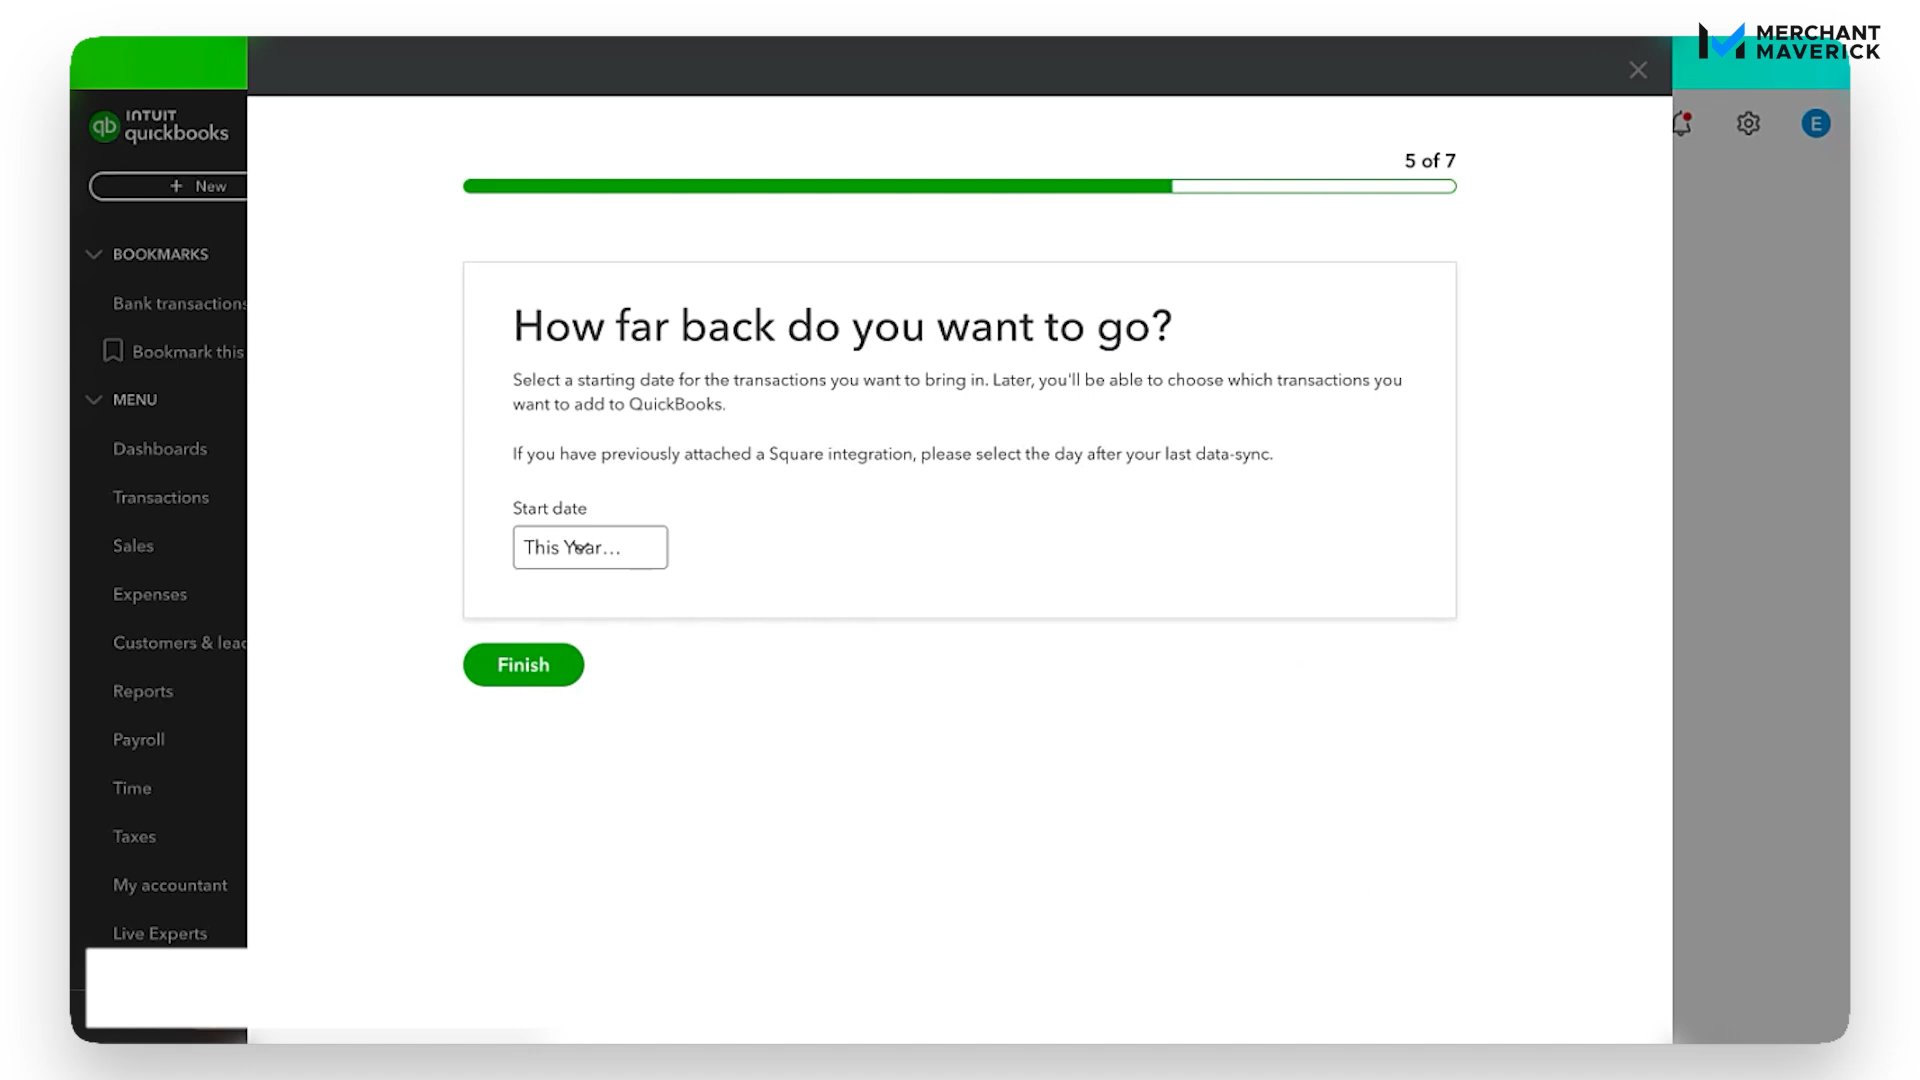 MERCHANT
MAVERICK
INTUIT
quickbooks
qb
+ New
BOOKMARKS
Bank transactions
Bookmark this
MENU
Dashboards
Transactions
Sales
Expenses
Customers & lead
Reports
Payroll
Time
Taxes
My accountant
Live Experts
E
5 of 7
How far back do you want to go?
Select a starting date for the transactions you want to bring in. Later, you'll be able to choose which transactions you
want to add to QuickBooks.
If you have previously attached a Square integration, please select the day after your last data-sync.
Start date
This Year...
Finish